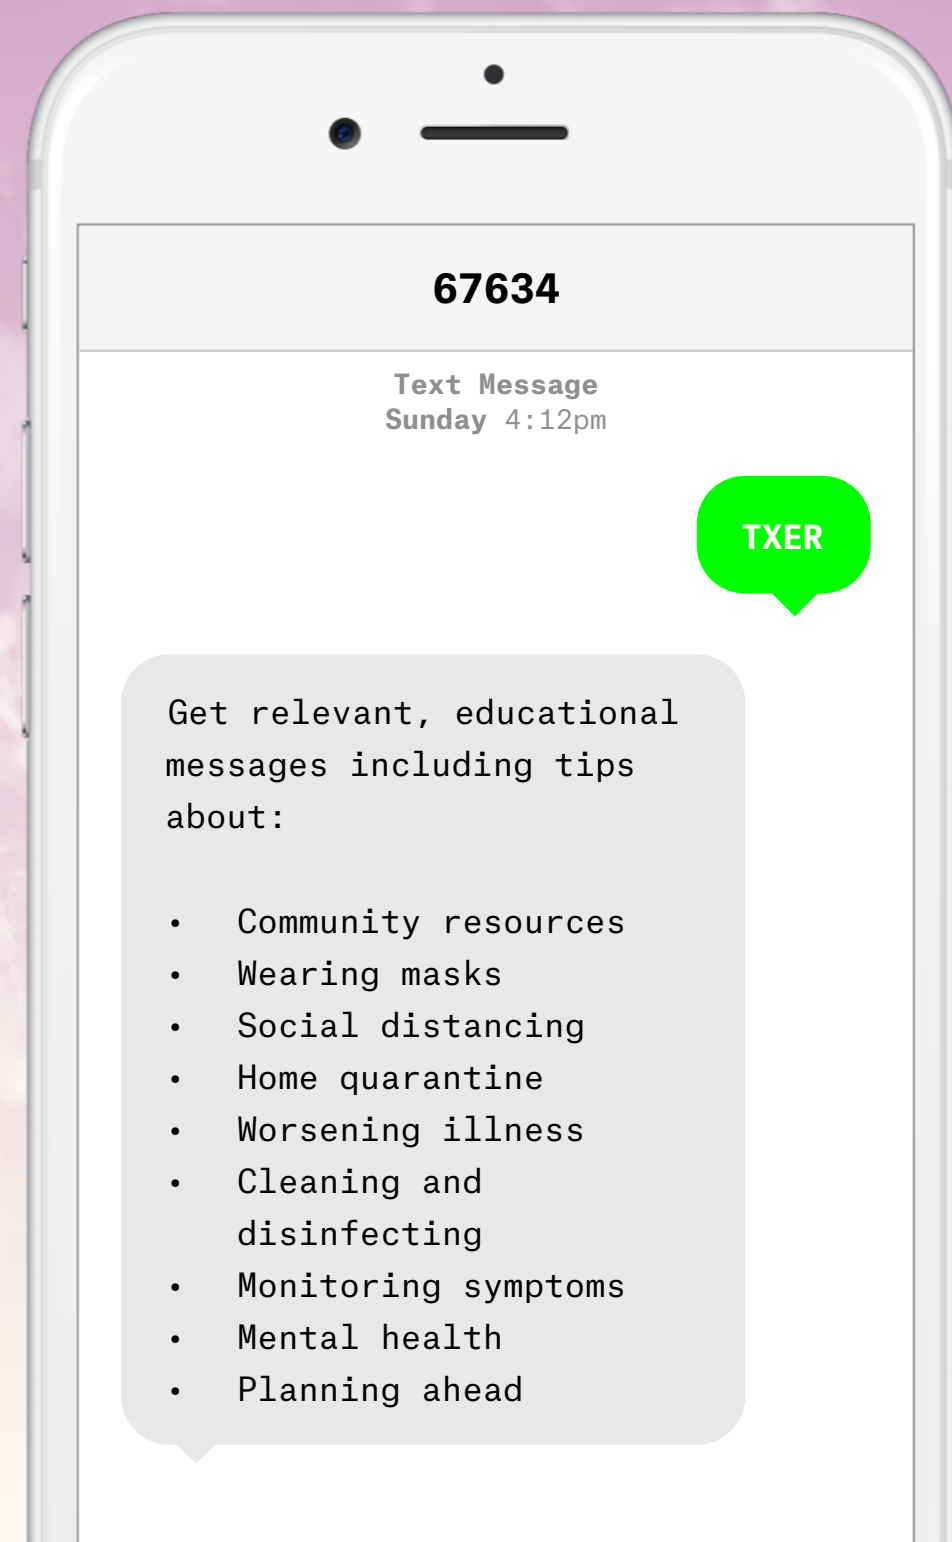 67634
Text Message
Sunday 4:12pm
TXER
Get relevant, educational
messages including tips
about:
• Community resources
• Wearing masks
• Social distancing
• Home quarantine
• Worsening illness
• Cleaning and
disinfecting
• Monitoring symptoms
• Mental health
• Planning ahead